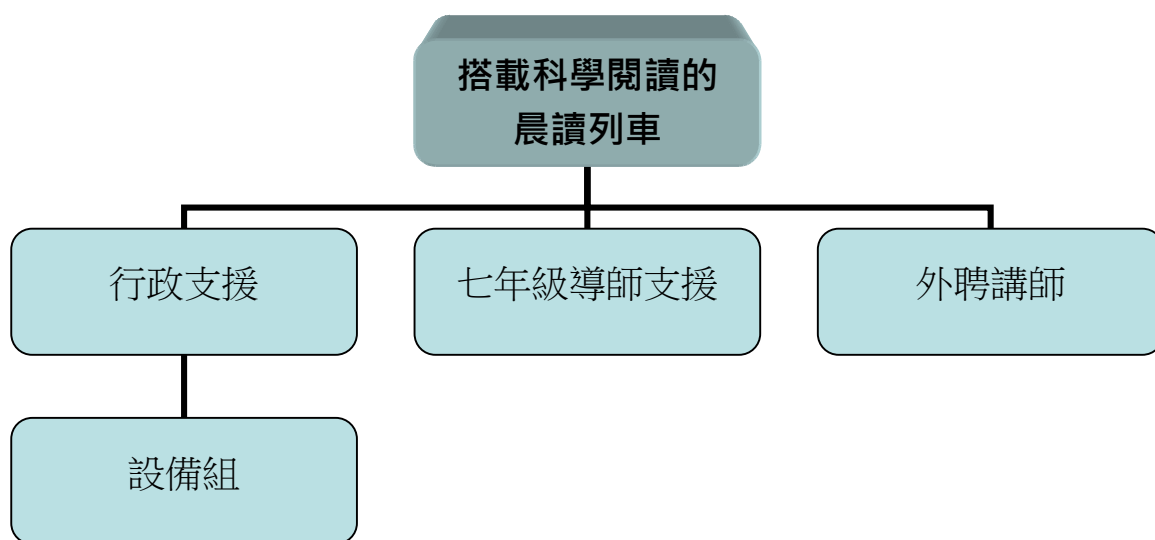 搭載科學閱讀的
晨讀列車
行政支援
七年級導師支援
外聘講師
設備組